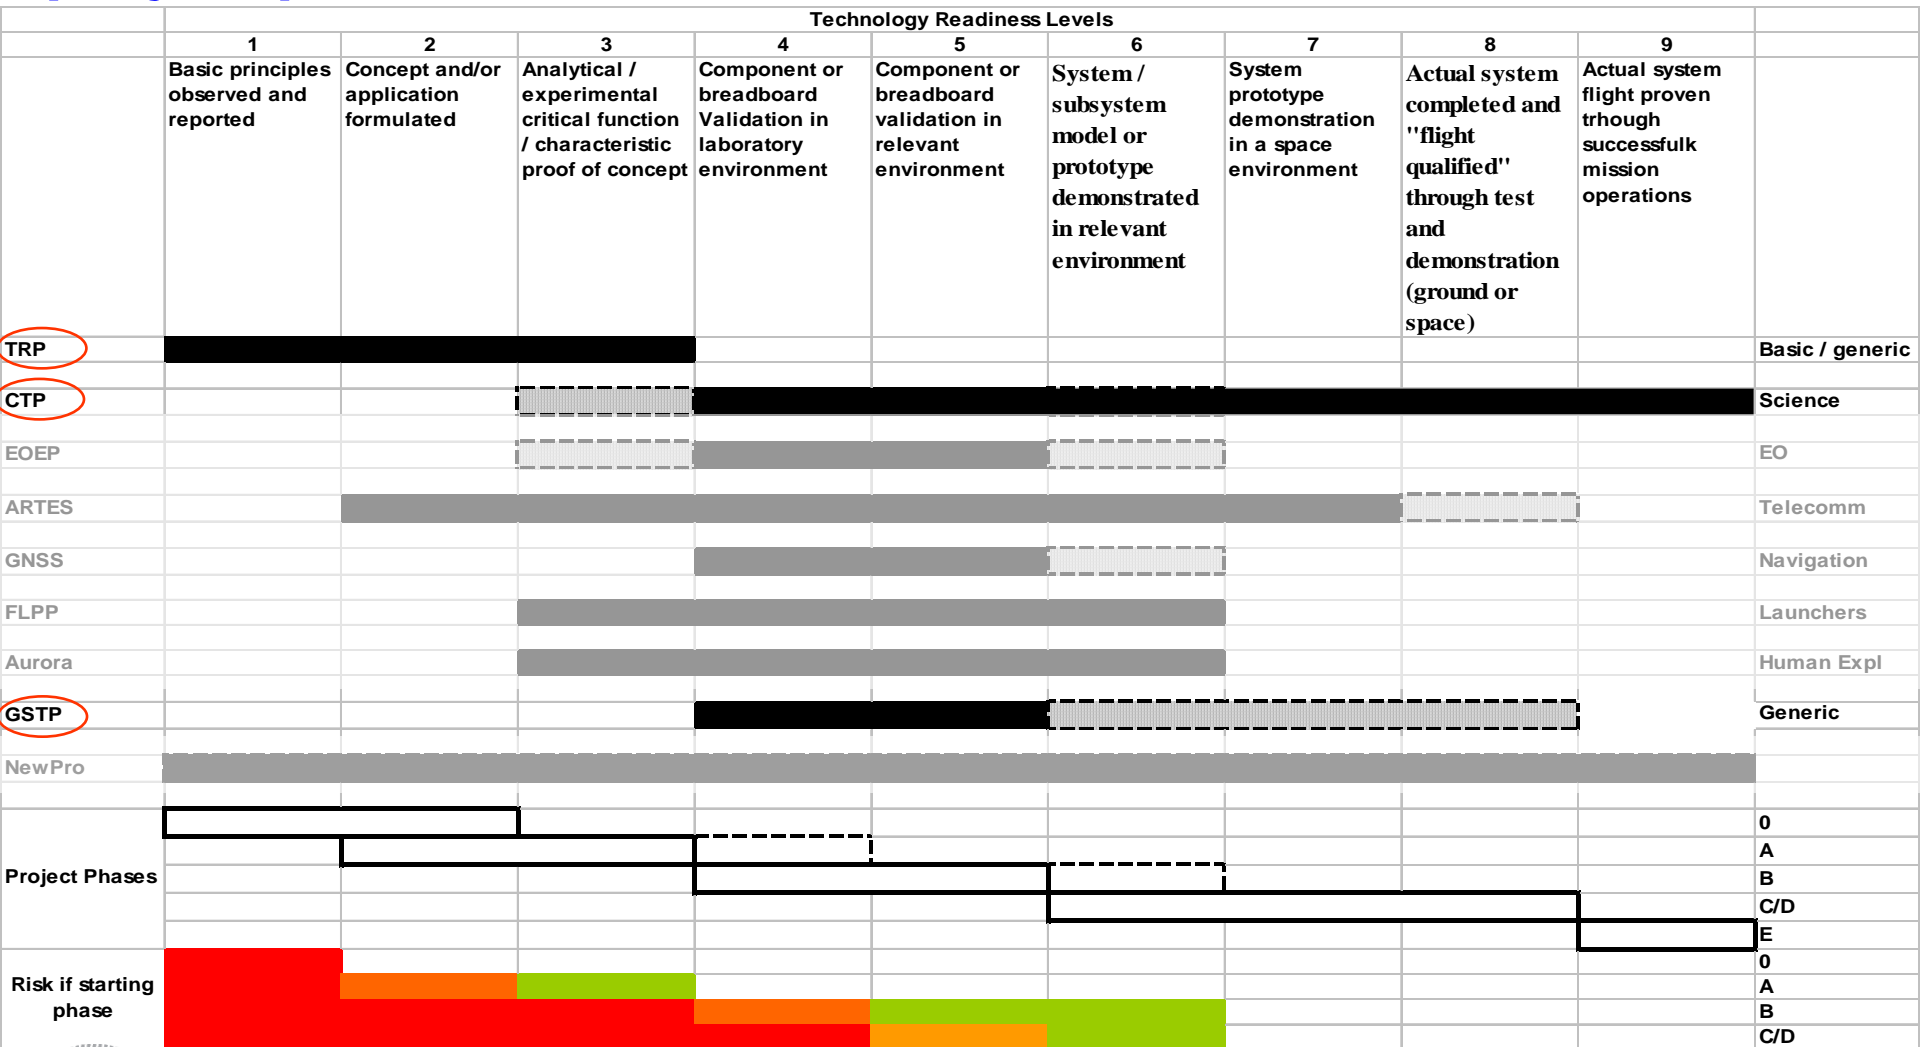 Technology Readiness Levels
1 2 3 4 5 6 7 8 9
Basic principles
observed and
reported
Concept and/or
application
formulated
Analytical /
experimental
critical function
/ characteristic
proof of concept
Component or
breadboard
Validation in
laboratory
environment
Component or
breadboard
validation in
relevant
environment
System /
subsystem
model or
prototype
demonstrated
in relevant
environment
System
prototype
demonstration
in a space
environment
Actual system
completed and
"flight
qualified"
through test
and
demonstration
(ground or
space)
Actual system
flight proven
trhough
successfulk
mission
operations
TRP Basic / generic
CTP Science
EOEP EO
ARTES Telecomm
GNSS Navigation
FLPP Launchers
Aurora Human Expl
GSTP Generic
NewPro
Project Phases
0
A
B
C/D
E
Risk if starting
phase
0
A
B
C/D